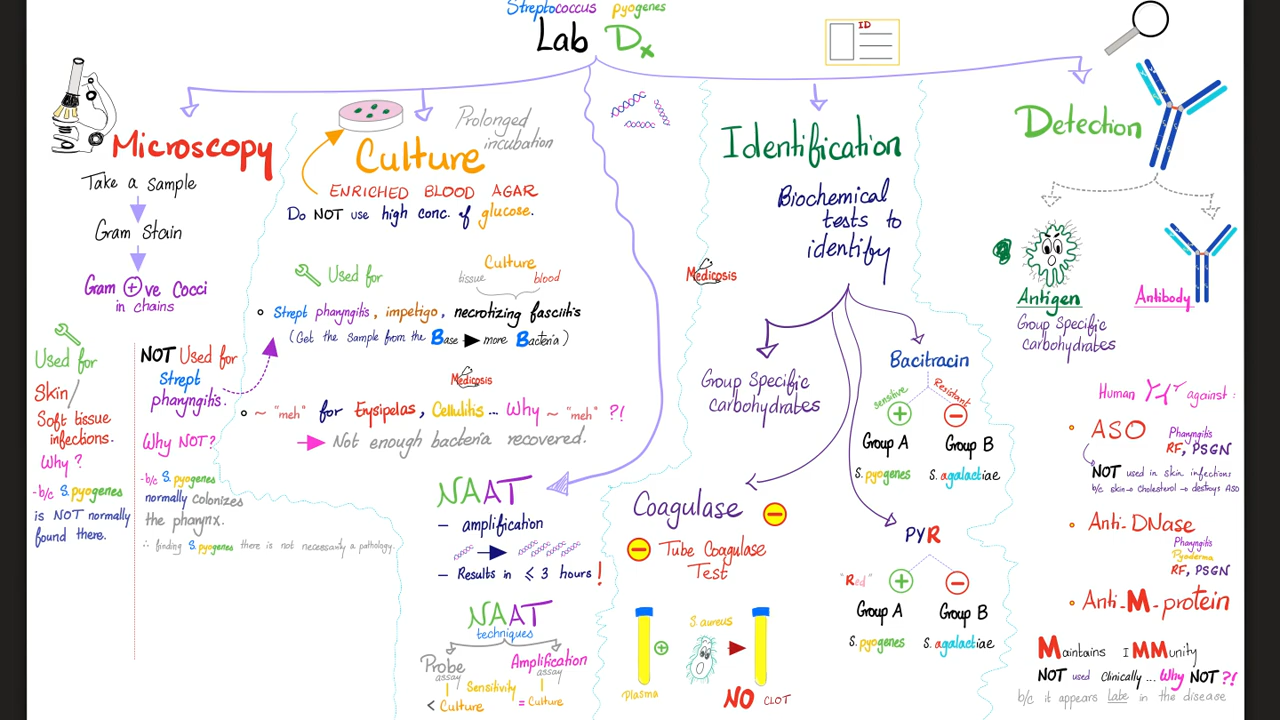 Streptococcus pyogenes
Lab Dx
ID
Microscopy
Take a sample
Gram Stain
Gram +ve Cocci
in chains
Used for
Skin/
Soft tissue
infections.
Why?
-b/c S. pyogenes
is NOT normally
found there.
NOT Used for
Strept
pharyngitis.
Why NOT?
-b/c S. pyogenes
normally colonizes
the pharynx.
∴ finding S. pyogenes there is not necessarily a pathology.
Prolonged
incubation
Culture
ENRICHED BLOOD AGAR
Do NOT use high conc. of glucose.
Used for
Culture
tissue blood
Strept pharyngitis, impetigo, necrotizing fasciitis
(Get the Sample from the Base ► more Bacteria)
Medicosis
~ "meh" for Erysipelas, Cellulitis... Why ~ "meh" ?!
Not enough bacteria recovered.
NAAT
- amplification
- Results in ≤ 3 hours!
NAAT
techniques
Probe
assay
Amplification
assay
Sensitivity
< Culture
= Culture
Identification
Biochemical
tests to
identify
Medicosis
Group Specific
carbohydrates
Coagulase -
- Tube Coagulase
Test
S. aureus
Plasma
NO CLOT
Bacitracin
sensitive Resistant
+ -
Group A Group B
S. pyogenes S. agalactiae
PYR
"Red" + -
Group A Group B
S. pyogenes S. agalactiae
Detection
Antigen
Group Specific
carbohydrates
Antibody
Human against:
ASO
Pharyngitis
RF, PSGN
NOT used in skin infections
b/c skin → Cholesterol → destroys ASO
Anti-DNase
Pharyngitis
Pyoderma
RF, PSGN
Anti-M-protein
Maintains IMMunity
NOT used Clinically... Why NOT ?!
b/c it appears Late in the disease